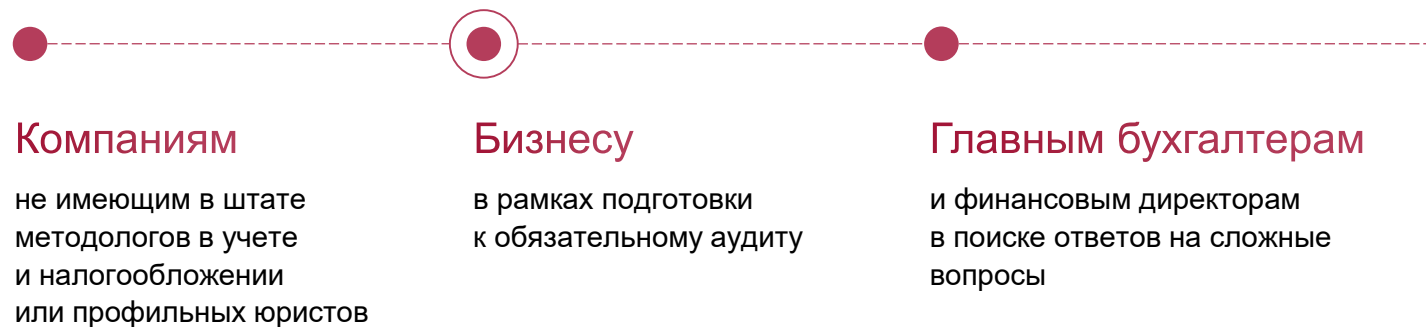 Компаниям
не имеющим в штате
методологов в учете
и налогообложении
или профильных юристов
Бизнесу
в рамках подготовки
к обязательному аудиту
Главным бухгалтерам
и финансовым директорам
в поиске ответов на сложные
вопросы